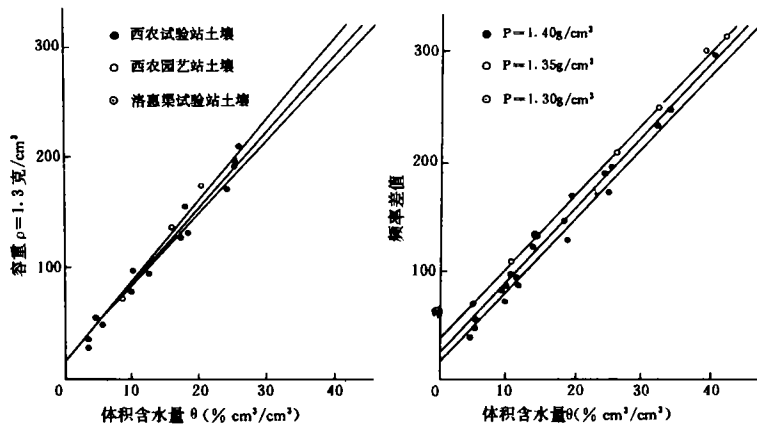 300
200
100
0
10
20
30
40
容重 ρ=1.3克/cm³
● 西农试验站土壤
○ 西农园艺站土壤
⊙ 洛惠渠试验站土壤
体积含水量 θ(% cm³/cm³)
300
200
100
0
10
20
30
40
频率差值
● P=1.40g/cm³
○ P=1.35g/cm³
⊙ P=1.30g/cm³
体积含水量θ(% cm³/cm³)